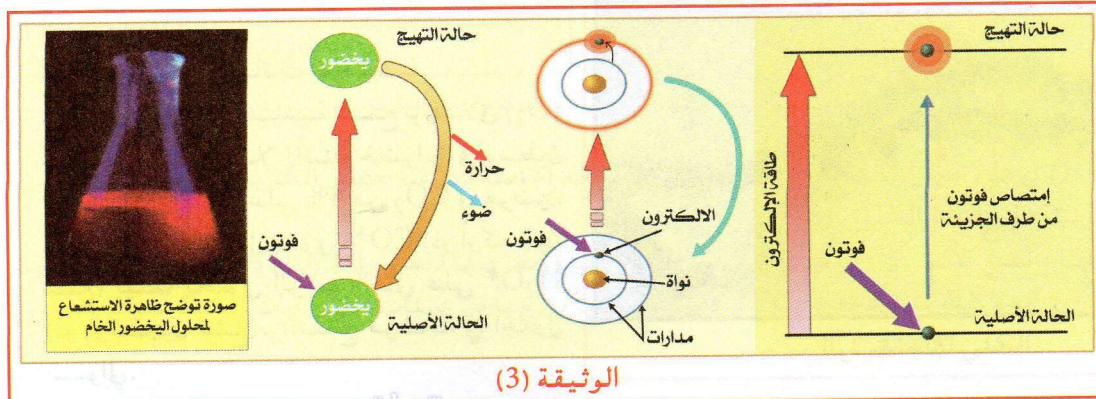 حالة التهيج
طاقة الإلكترون
إمتصاص فوتون
من طرف الجزيئة
فوتون
الحالة الأصلية
الالكترون
فوتون
نواة
مدارات
حالة التهيج
يخضور
حرارة
ضوء
فوتون
يخضور
الحالة الأصلية
صورة توضح ظاهرة الاستشعاع
لمحلول اليخضور الخام
الوثيقة (3)